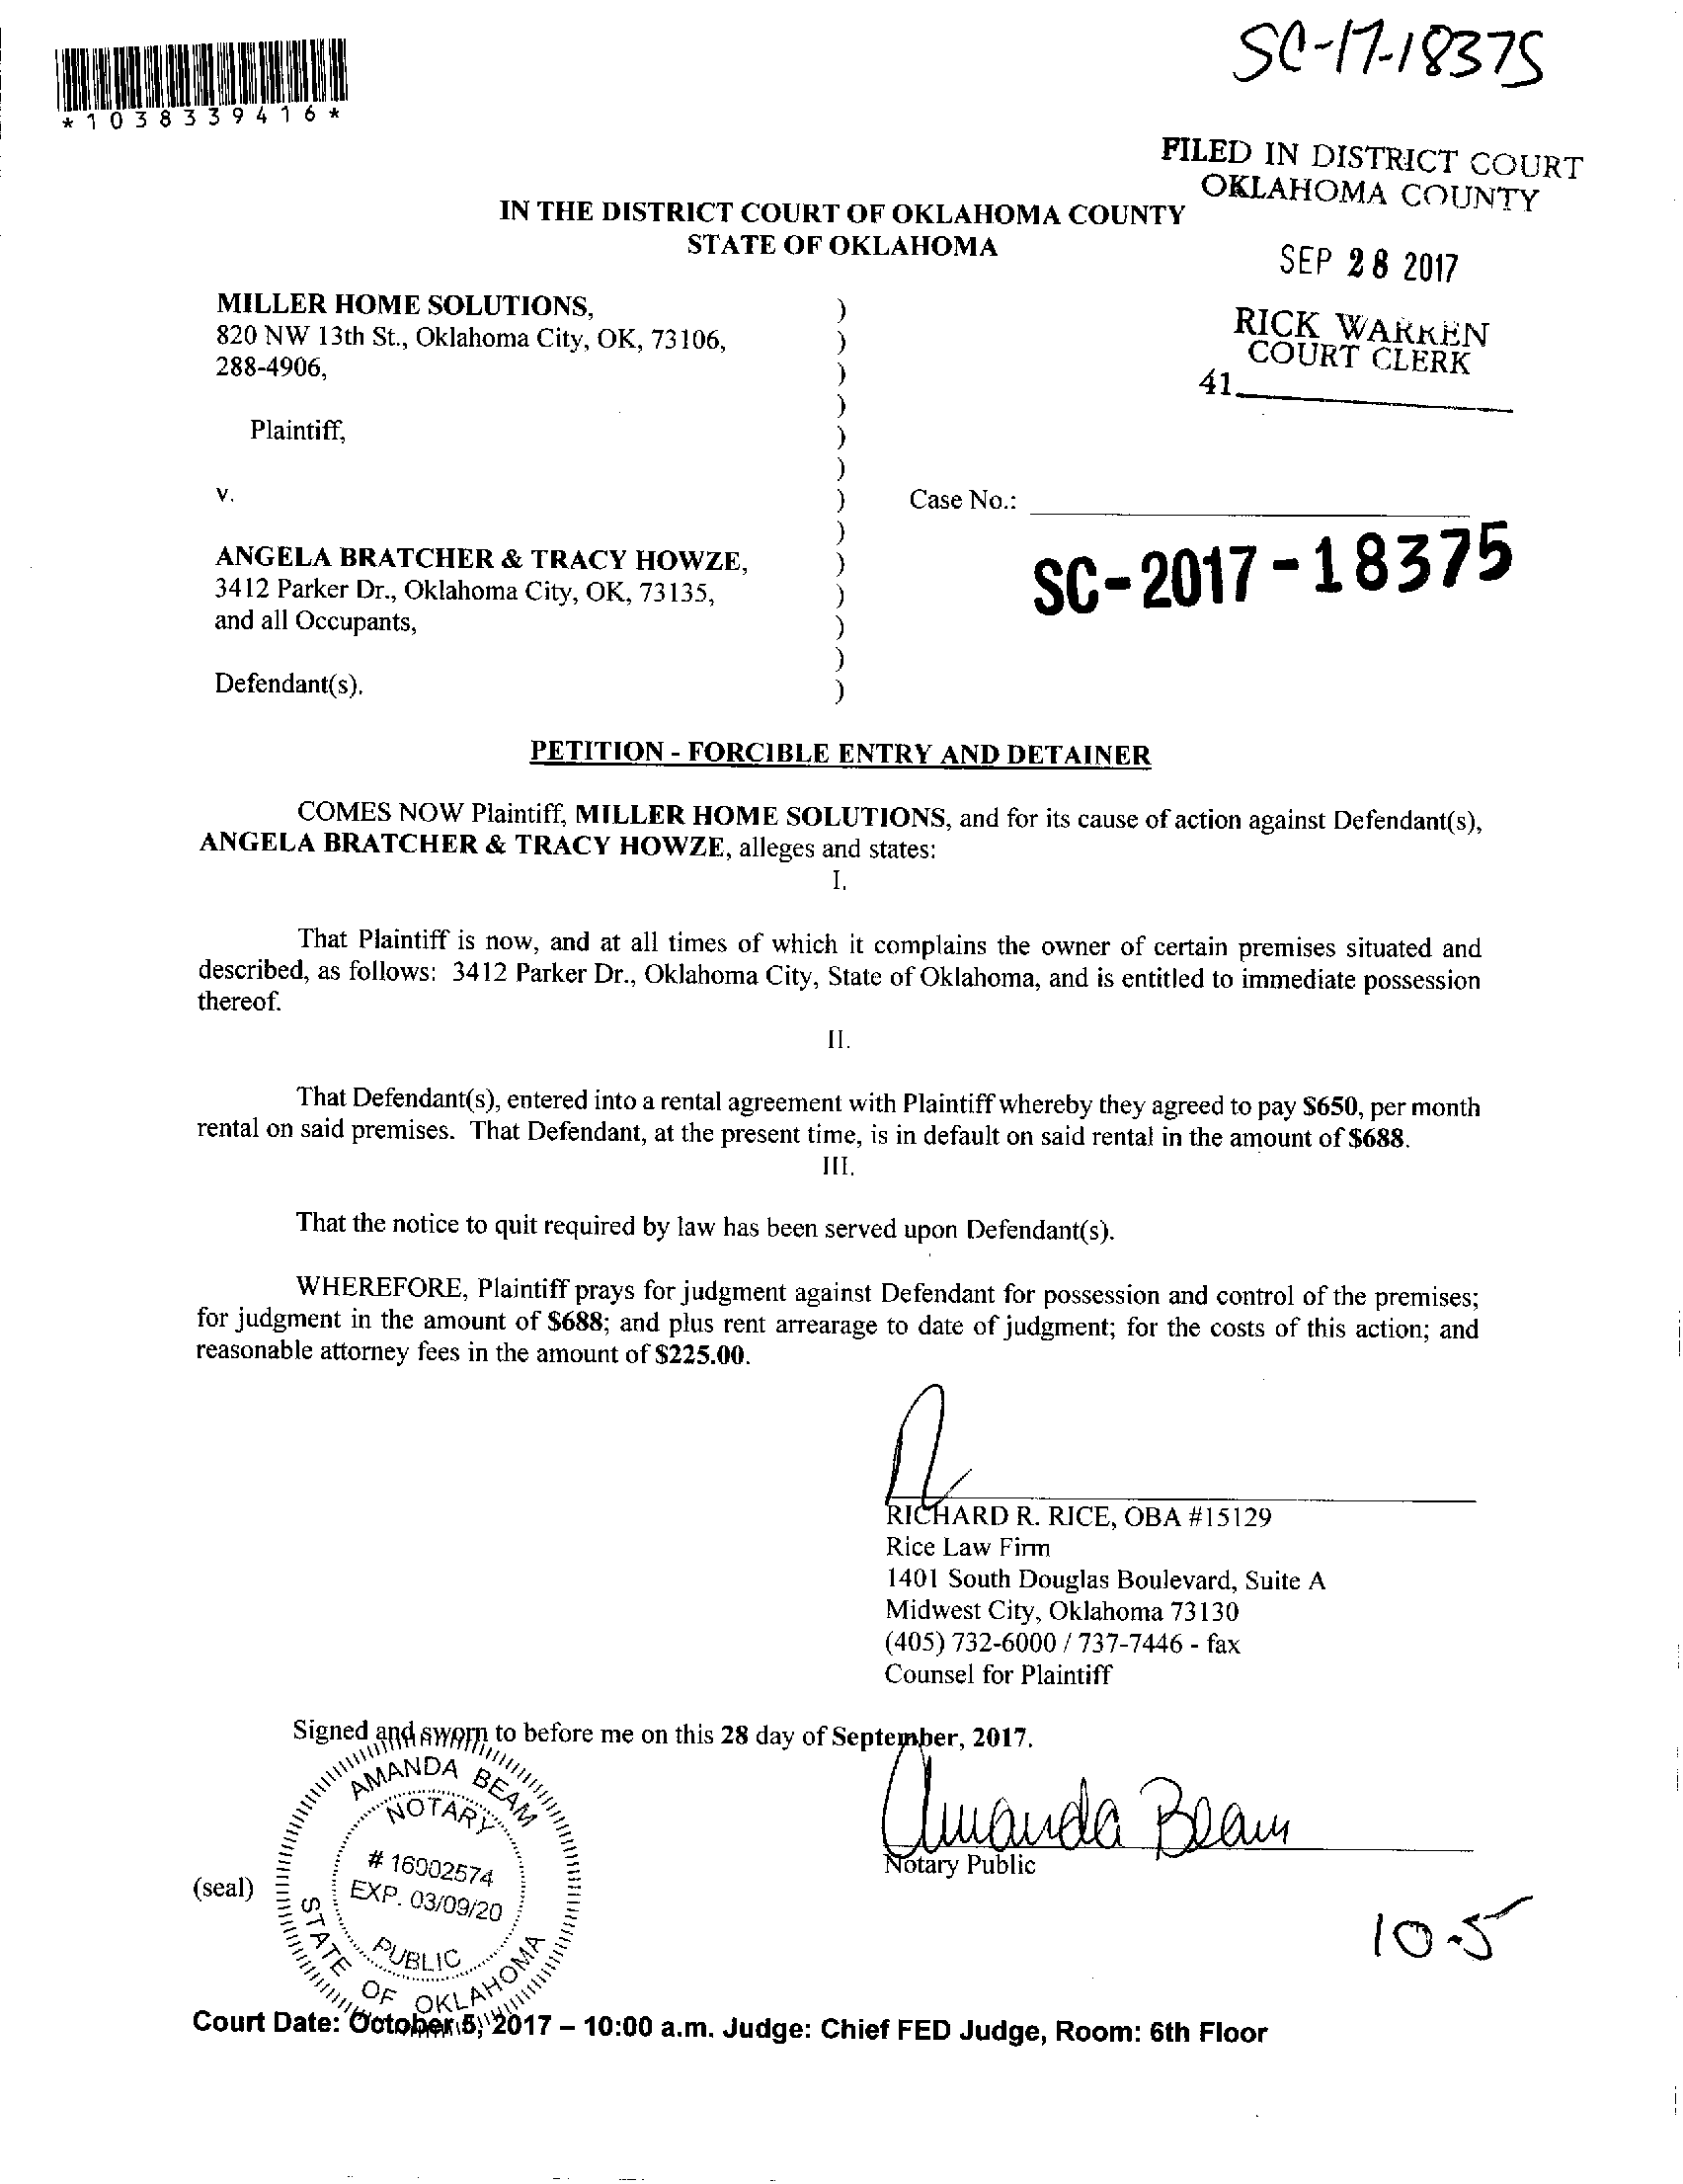 SC-17-18375
*1038339416*
FILED IN DISTRICT COURT
OKLAHOMA COUNTY
IN THE DISTRICT COURT OF OKLAHOMA COUNTY
STATE OF OKLAHOMA
SEP 28 2017
RICK WARREN
COURT CLERK
41
MILLER HOME SOLUTIONS, )
820 NW 13th St., Oklahoma City, OK, 73106, )
288-4906, )
)
Plaintiff, )
)
v. ) Case No.:
)
SC-2017-18375
ANGELA BRATCHER & TRACY HOWZE, )
3412 Parker Dr., Oklahoma City, OK, 73135, )
and all Occupants, )
)
Defendant(s). )
PETITION - FORCIBLE ENTRY AND DETAINER
COMES NOW Plaintiff, MILLER HOME SOLUTIONS, and for its cause of action against Defendant(s),
ANGELA BRATCHER & TRACY HOWZE, alleges and states:
I.
That Plaintiff is now, and at all times of which it complains the owner of certain premises situated and
described, as follows: 3412 Parker Dr., Oklahoma City, State of Oklahoma, and is entitled to immediate possession
thereof.
II.
That Defendant(s), entered into a rental agreement with Plaintiff whereby they agreed to pay $650, per month
rental on said premises. That Defendant, at the present time, is in default on said rental in the amount of $688.
III.
That the notice to quit required by law has been served upon Defendant(s).
WHEREFORE, Plaintiff prays for judgment against Defendant for possession and control of the premises;
for judgment in the amount of $688; and plus rent arrearage to date of judgment; for the costs of this action; and
reasonable attorney fees in the amount of $225.00.
RICHARD R. RICE, OBA #15129
Rice Law Firm
1401 South Douglas Boulevard, Suite A
Midwest City, Oklahoma 73130
(405) 732-6000 / 737-7446 - fax
Counsel for Plaintiff
Signed and sworn to before me on this 28 day of September, 2017.
AMANDA BEAM
NOTARY
# 16002574
EXP. 03/09/20
PUBLIC
STATE OF OKLAHOMA
Amanda Beam
Notary Public
(seal)
10-5
Court Date: October 5, 2017 – 10:00 a.m. Judge: Chief FED Judge, Room: 6th Floor